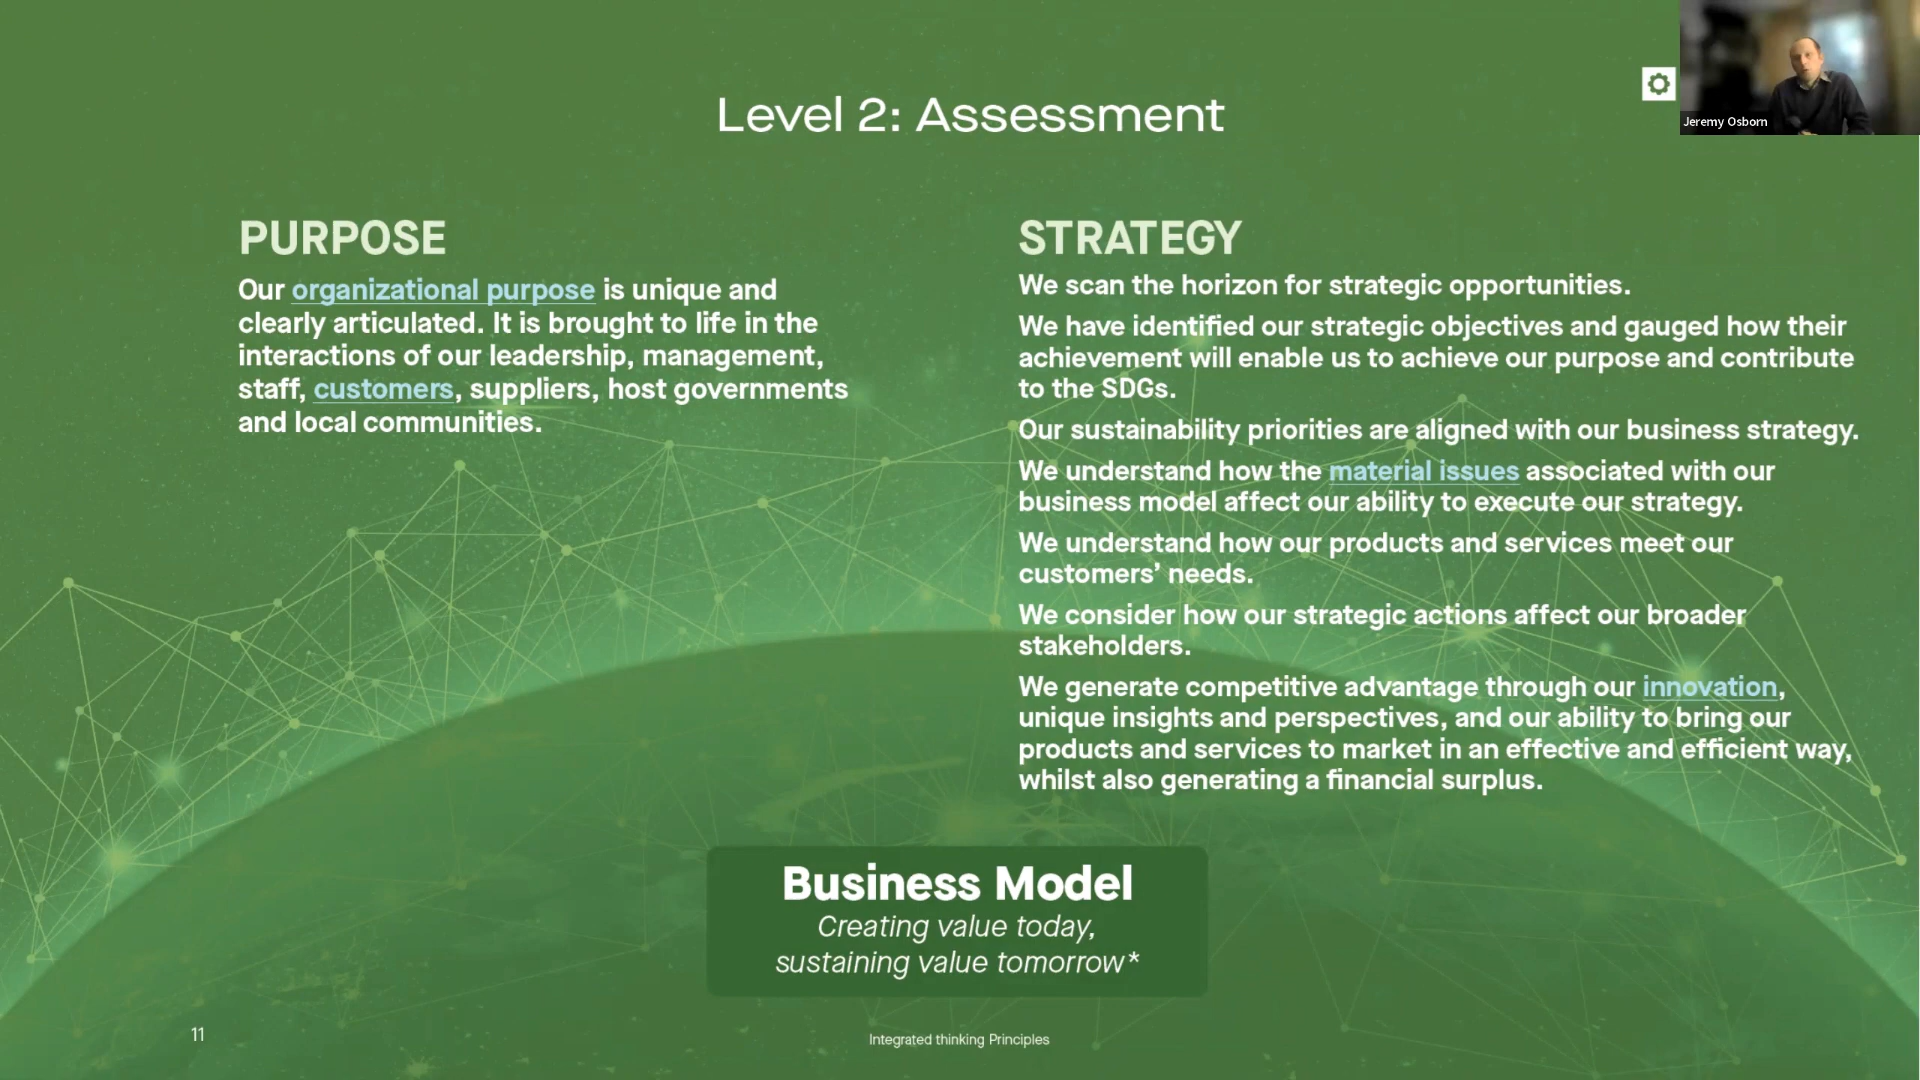 Level 2: Assessment
Jeremy Osborn
PURPOSE
Our organizational purpose is unique and
clearly articulated. It is brought to life in the
interactions of our leadership, management,
staff, customers, suppliers, host governments
and local communities.
STRATEGY
We scan the horizon for strategic opportunities.
We have identified our strategic objectives and gauged how their
achievement will enable us to achieve our purpose and contribute
to the SDGs.
Our sustainability priorities are aligned with our business strategy.
We understand how the material issues associated with our
business model affect our ability to execute our strategy.
We understand how our products and services meet our
customers’ needs.
We consider how our strategic actions affect our broader
stakeholders.
We generate competitive advantage through our innovation,
unique insights and perspectives, and our ability to bring our
products and services to market in an effective and efficient way,
whilst also generating a financial surplus.
Business Model
Creating value today,
sustaining value tomorrow*
11
Integrated thinking Principles